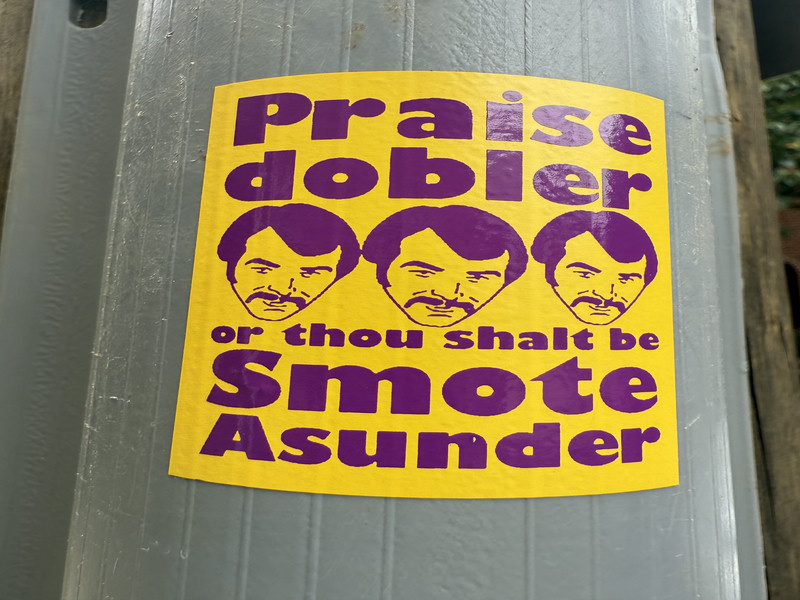 Praise
dobler
or thou shalt be
Smote
Asunder